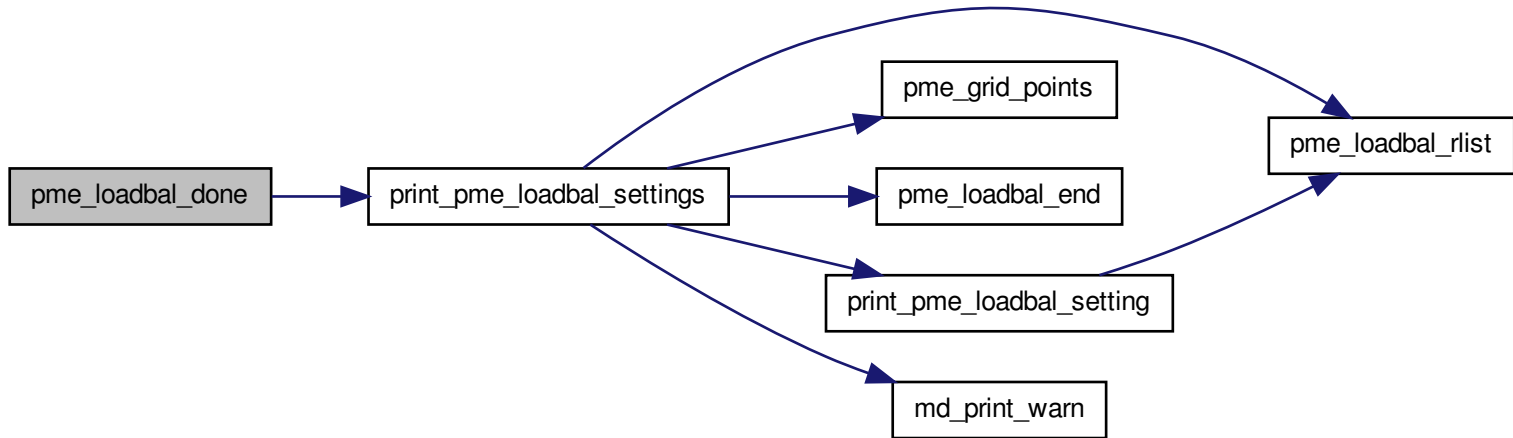 pme_loadbal_done
print_pme_loadbal_settings
pme_grid_points
pme_loadbal_end
print_pme_loadbal_setting
md_print_warn
pme_loadbal_rlist